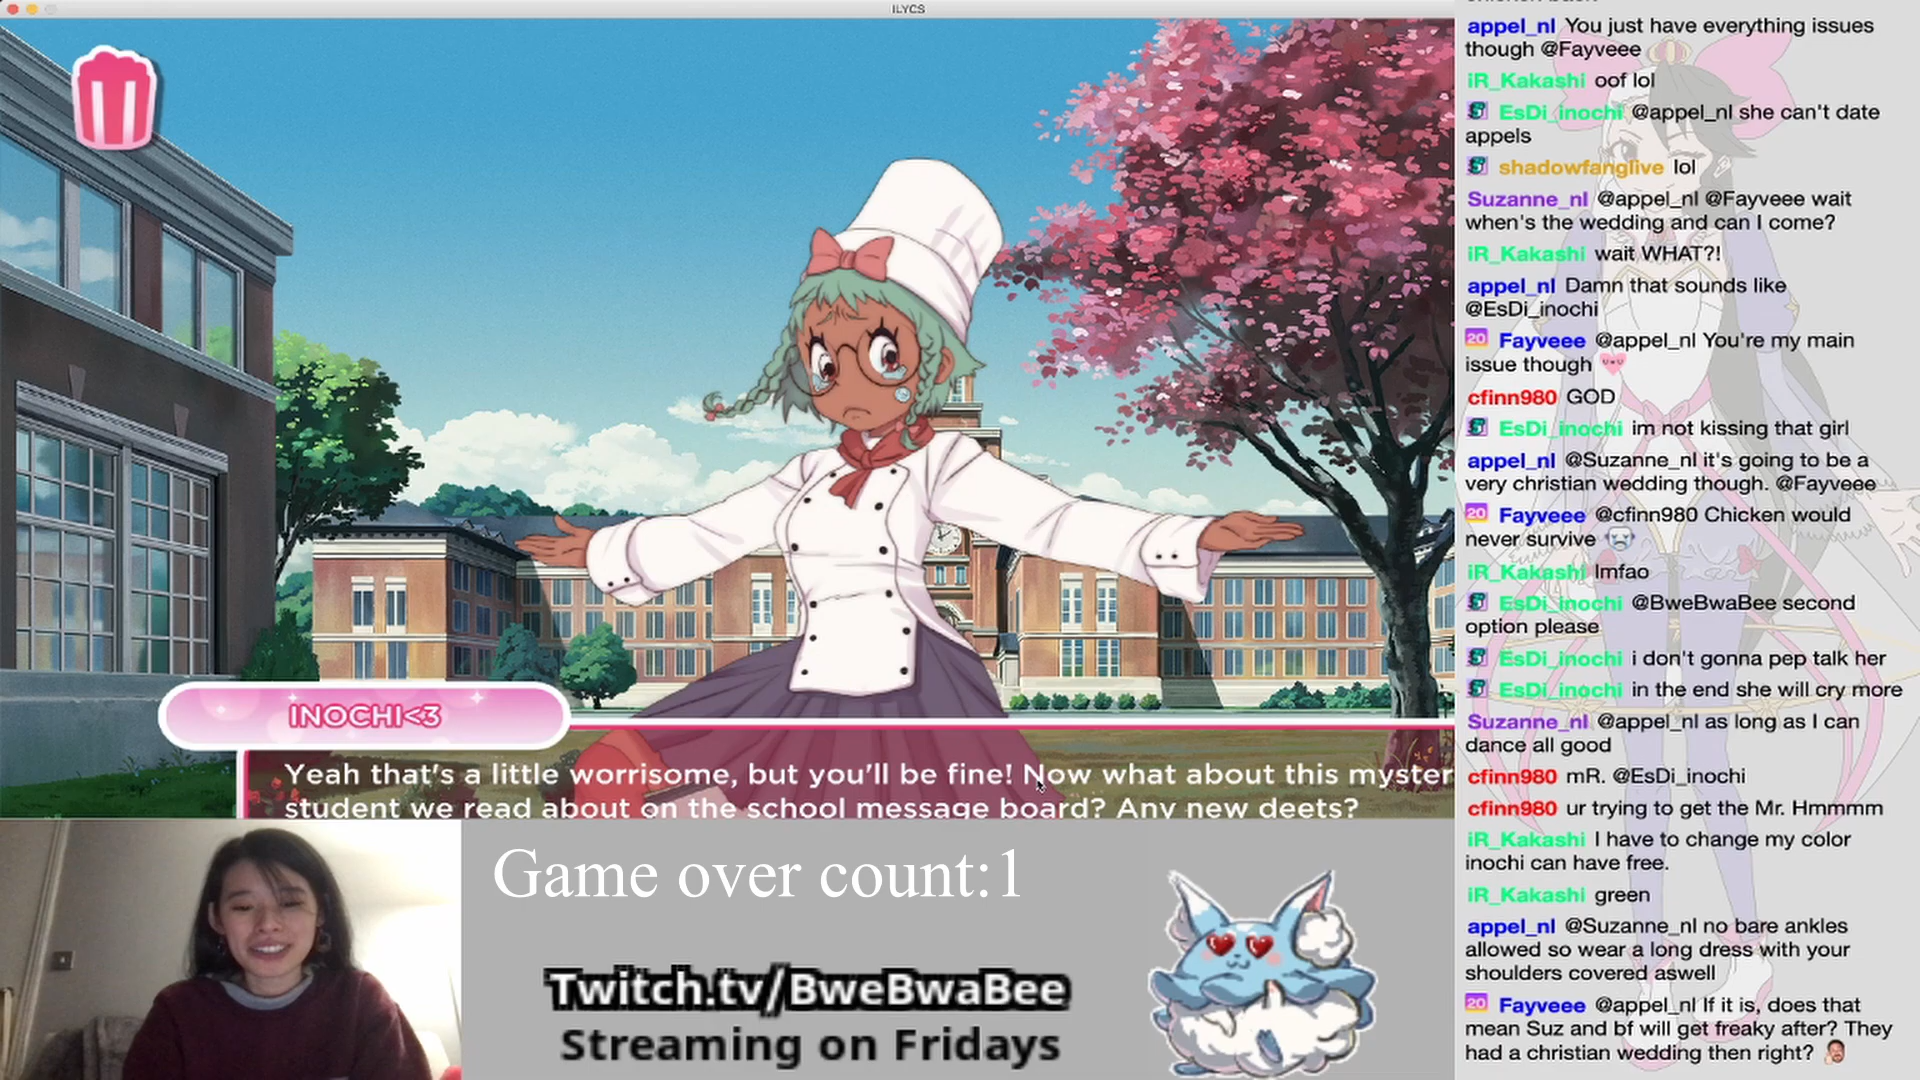 ILYCS
INOCHI<3
Yeah that's a little worrisome, but you'll be fine! Now what about this myster
student we read about on the school message board? Any new deets?
Game over count:1
Twitch.tv/BweBwaBee
Streaming on Fridays
appel_nl You just have everything issues
though @Fayveee
iR_Kakashi oof lol
EsDi_inochi @appel_nl she can't date
appels
shadowfanglive lol
Suzanne_nl @appel_nl @Fayveee wait
when's the wedding and can I come?
iR_Kakashi wait WHAT?!
appel_nl Damn that sounds like
@EsDi_inochi
20 Fayveee @appel_nl You're my main
issue though
cfinn980 GOD
EsDi_inochi im not kissing that girl
appel_nl @Suzanne_nl it's going to be a
very christian wedding though. @Fayveee
20 Fayveee @cfinn980 Chicken would
never survive
iR_Kakashi lmfao
EsDi_inochi @BweBwaBee second
option please
EsDi_inochi i don't gonna pep talk her
EsDi_inochi in the end she will cry more
Suzanne_nl @appel_nl as long as I can
dance all good
cfinn980 mR. @EsDi_inochi
cfinn980 ur trying to get the Mr. Hmmmm
iR_Kakashi I have to change my color
inochi can have free.
iR_Kakashi green
appel_nl @Suzanne_nl no bare ankles
allowed so wear a long dress with your
shoulders covered aswell
20 Fayveee @appel_nl If it is, does that
mean Suz and bf will get freaky after? They
had a christian wedding then right?